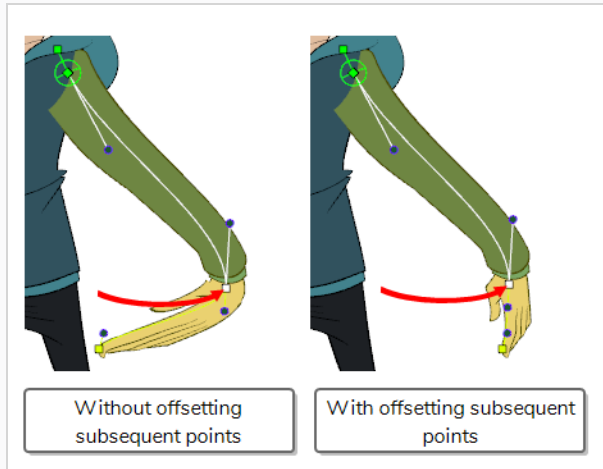 Without offsetting
subsequent points
With offsetting subsequent
points